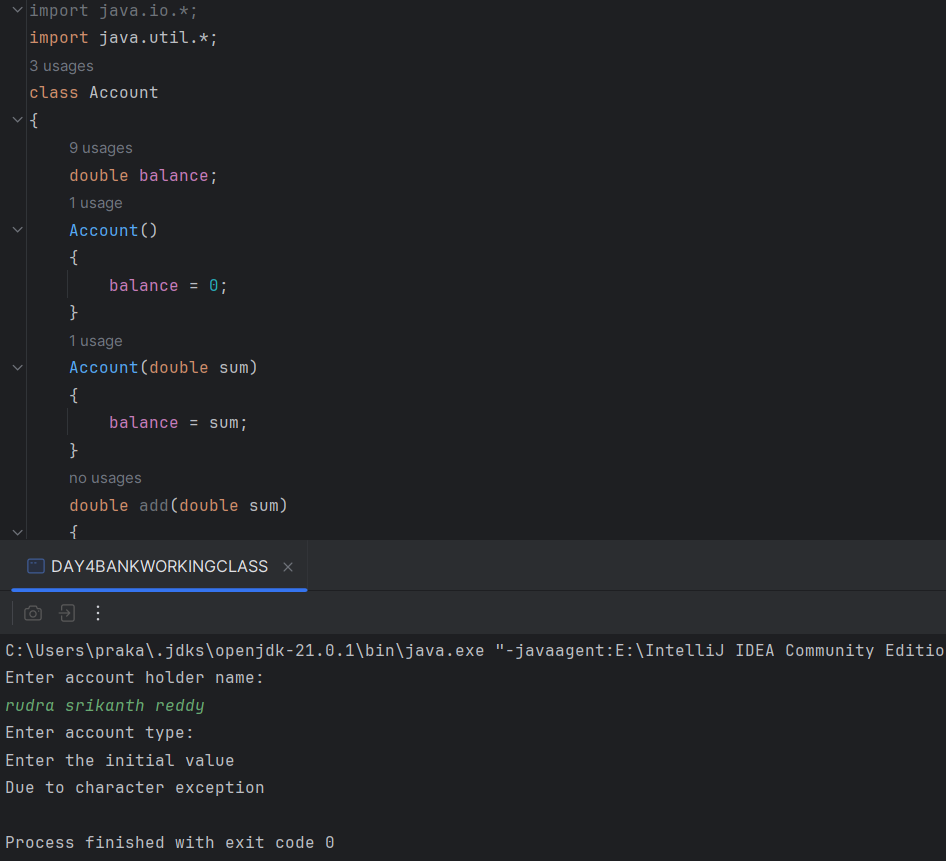 import java.io.*;
import java.util.*;
3 usages
class Account
{
9 usages
double balance;
1 usage
Account()
{
balance = 0;
}
1 usage
Account(double sum)
{
balance = sum;
}
no usages
double add(double sum)
{
DAY4BANKWORKINGCLASS
C:\Users\praka\.jdks\openjdk-21.0.1\bin\java.exe "-javaagent:E:\IntelliJ IDEA Community Editio
Enter account holder name:
rudra srikanth reddy
Enter account type:
Enter the initial value
Due to character exception
Process finished with exit code 0